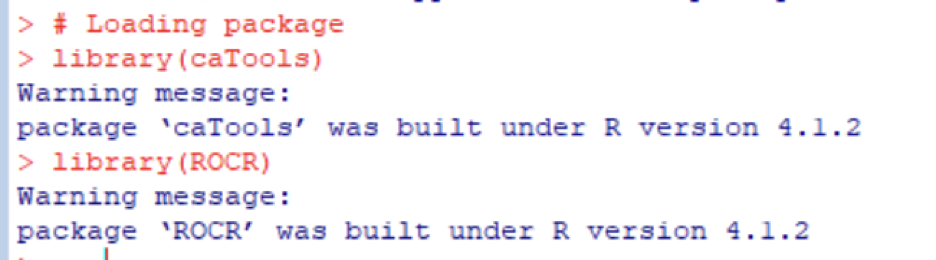 > # Loading package
> library(caTools)
Warning message:
package ‘caTools’ was built under R version 4.1.2
> library(ROCR)
Warning message:
package ‘ROCR’ was built under R version 4.1.2